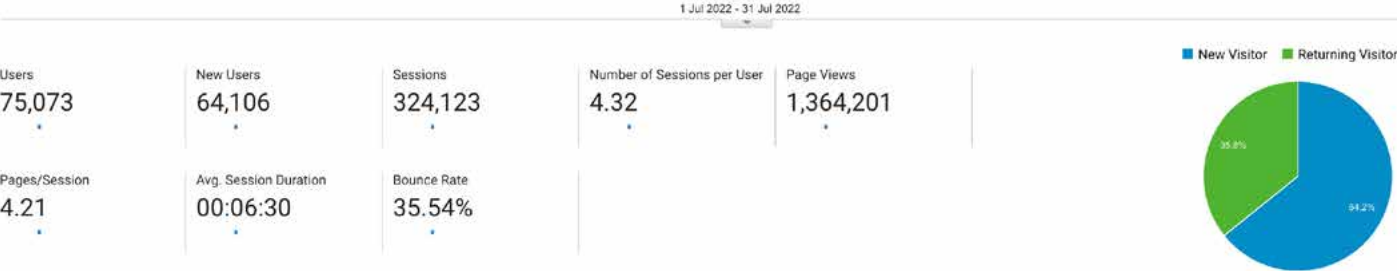 1 Jul 2022 - 31 Jul 2022
New Visitor Returning Visitor
Users New Users Sessions Number of Sessions per User Page Views
75,073 64,106 324,123 4.32 1,364,201
35.8%
Pages/Session Avg. Session Duration Bounce Rate
4.21 00:06:30 35.54%
64.2%